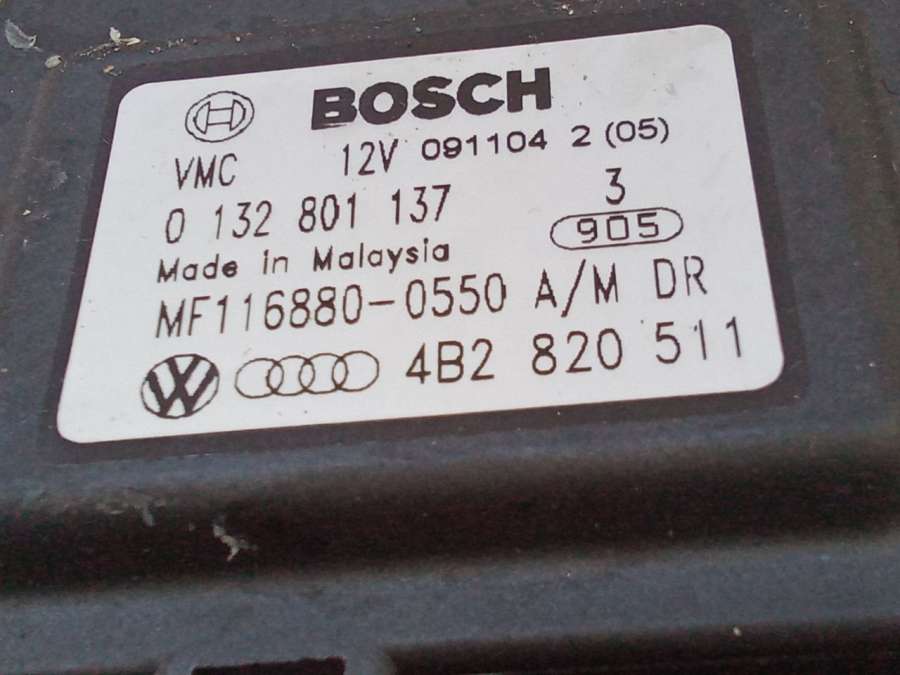 BOSCH
VMC 12V 091104 2 (05)
0 132 801 137 3
905
Made in Malaysia
MF116880-0550 A/M DR
VW 4B2 820 511